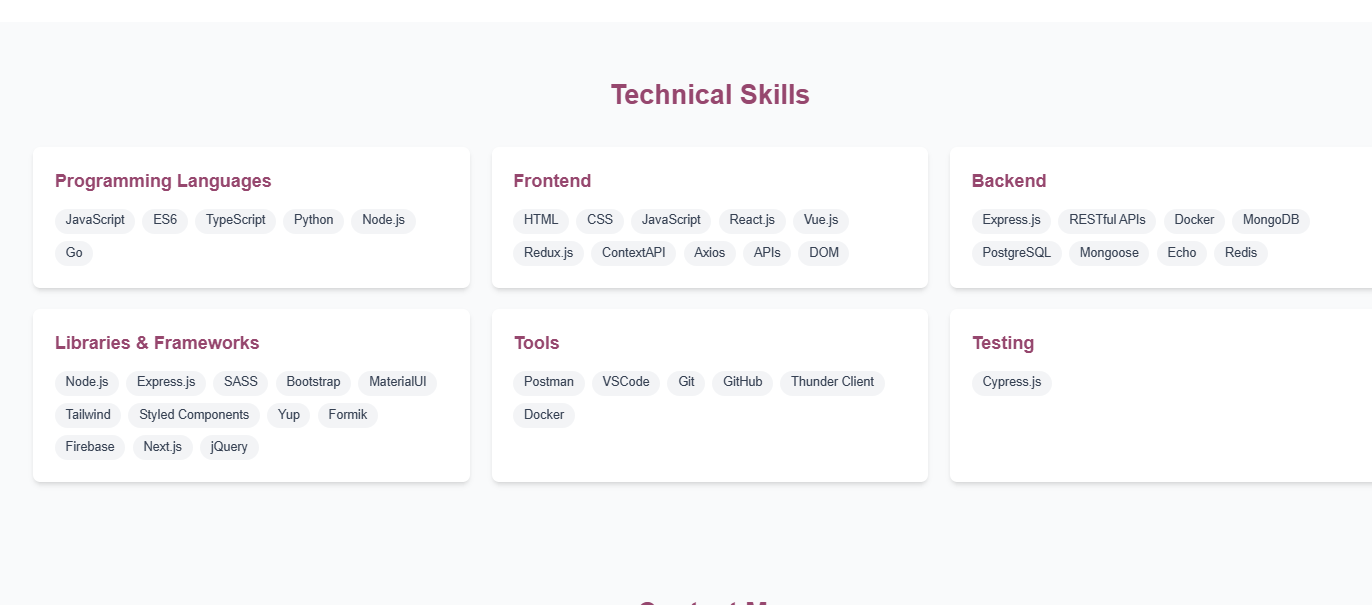 Technical Skills
Programming Languages
JavaScript ES6 TypeScript Python Node.js
Go
Frontend
HTML CSS JavaScript React.js Vue.js
Redux.js ContextAPI Axios APIs DOM
Backend
Express.js RESTful APIs Docker MongoDB
PostgreSQL Mongoose Echo Redis
Libraries & Frameworks
Node.js Express.js SASS Bootstrap MaterialUI
Tailwind Styled Components Yup Formik
Firebase Next.js jQuery
Tools
Postman VSCode Git GitHub Thunder Client
Docker
Testing
Cypress.js